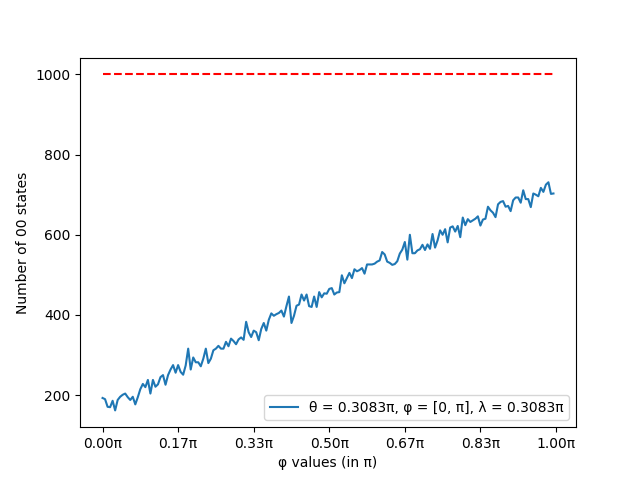 1000
800
600
400
200
Number of 00 states
θ = 0.3083π, φ = [0, π], λ = 0.3083π
0.00π 0.17π 0.33π 0.50π 0.67π 0.83π 1.00π
φ values (in π)